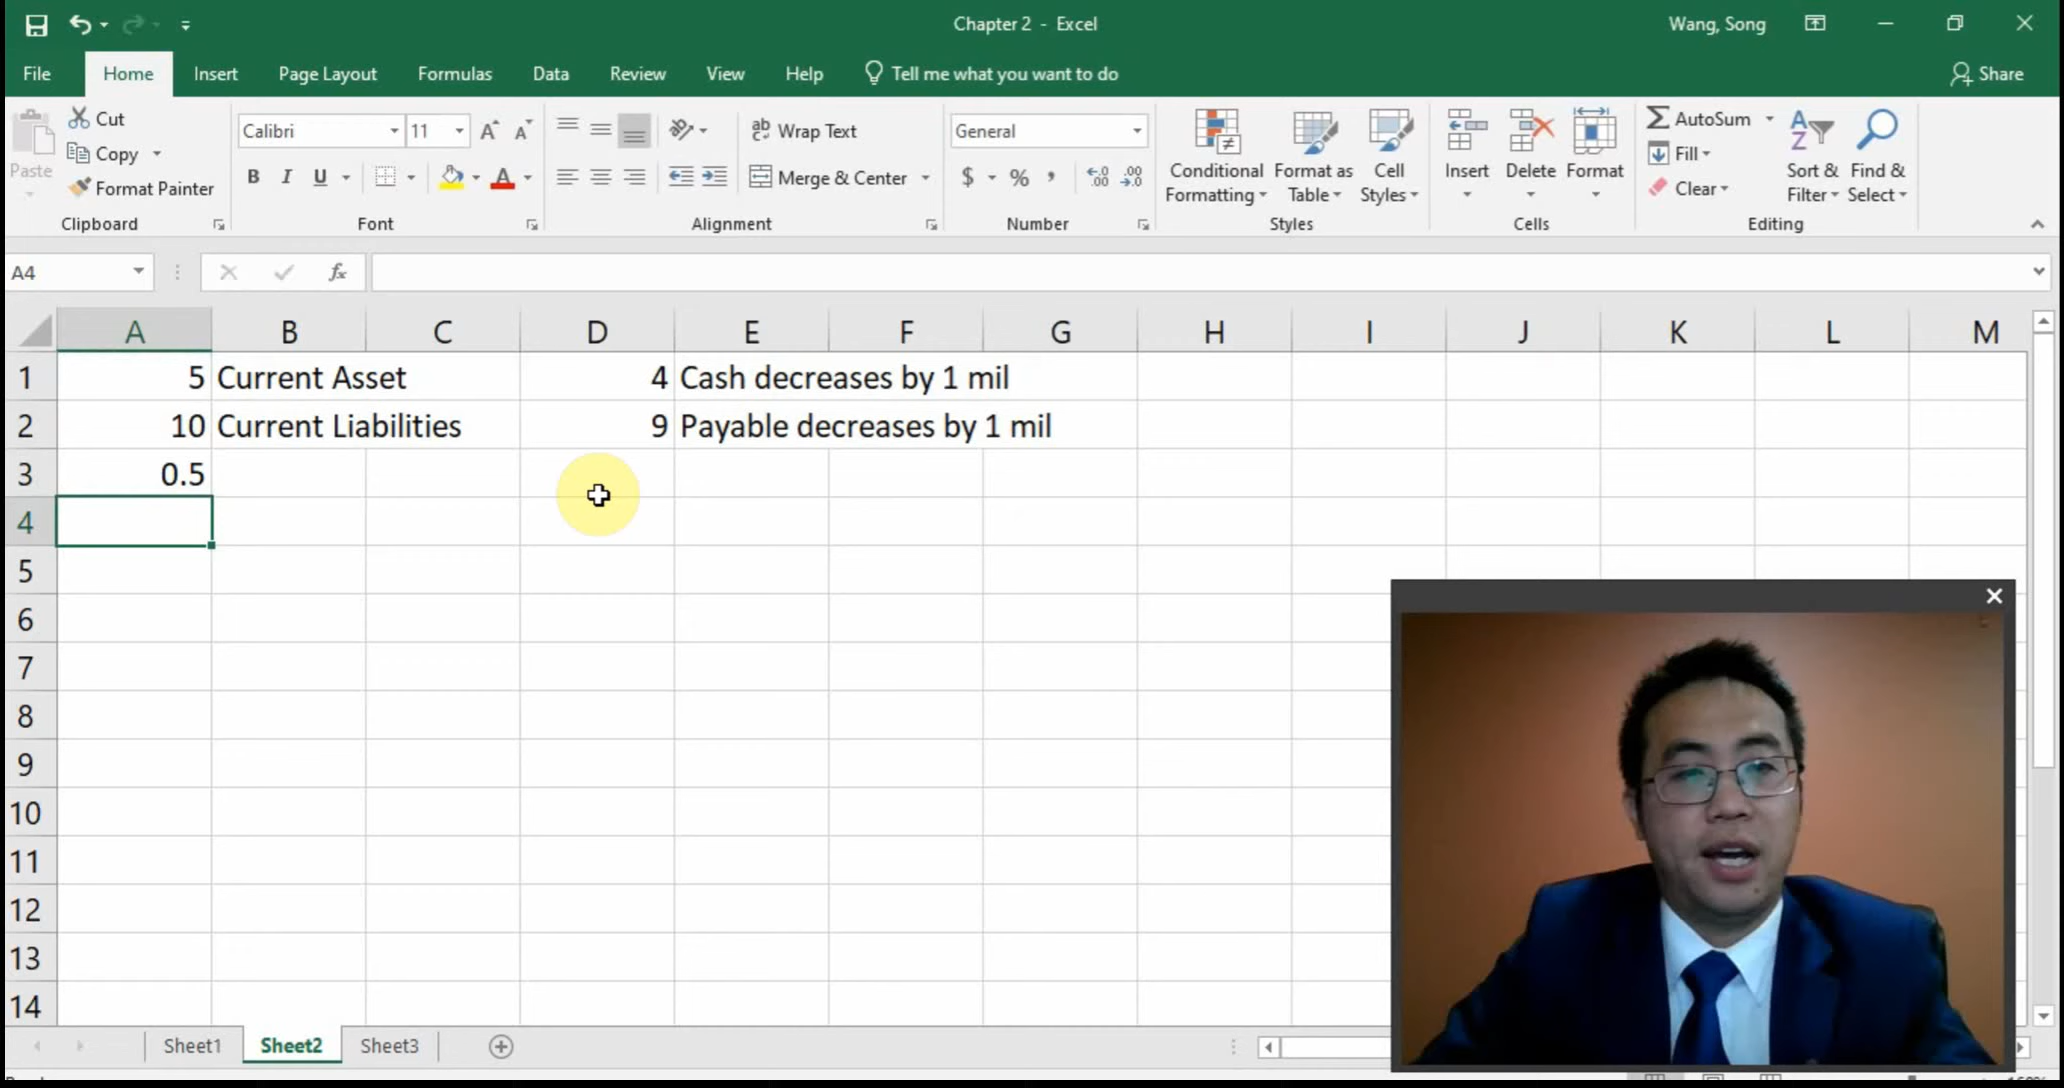 Chapter 2 - Excel
Wang, Song
File Home Insert Page Layout Formulas Data Review View Help Tell me what you want to do Share
Paste
Cut
Copy
Format Painter
Clipboard
Calibri 11
B I U
Font
Wrap Text
Merge & Center
Alignment
General
$ % ,
Number
Conditional Formatting
Format as Table
Cell Styles
Styles
Insert Delete Format
Cells
AutoSum
Fill
Clear
Sort & Filter
Find & Select
Editing
A4 fx
A B C D E F G H I J K L M
1 5 Current Asset 4 Cash decreases by 1 mil
2 10 Current Liabilities 9 Payable decreases by 1 mil
3 0.5
4
5
6
7
8
9
10
11
12
13
14
Sheet1 Sheet2 Sheet3